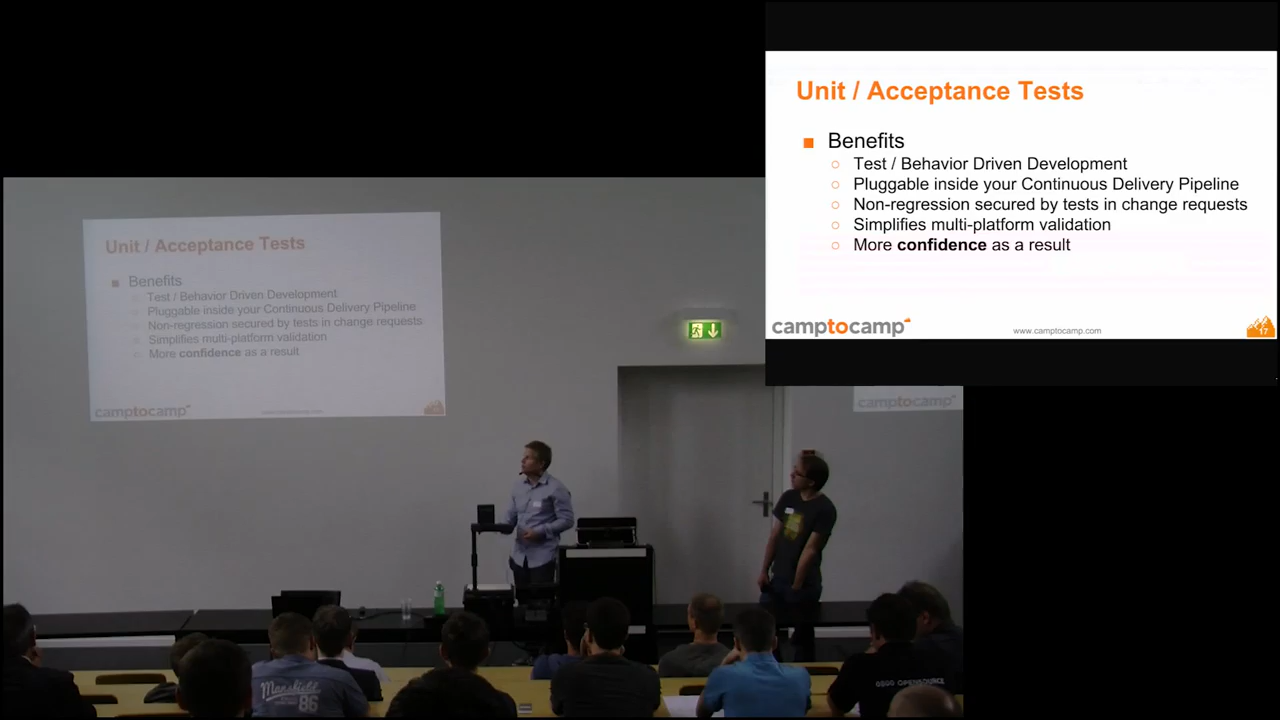 Unit / Acceptance Tests
Benefits
Test / Behavior Driven Development
Pluggable inside your Continuous Delivery Pipeline
Non-regression secured by tests in change requests
Simplifies multi-platform validation
More confidence as a result
camptocamp
www.camptocamp.com
17
Unit / Acceptance Tests
Benefits
Test / Behavior Driven Development
Pluggable inside your Continuous Delivery Pipeline
Non-regression secured by tests in change requests
Simplifies multi-platform validation
More confidence as a result
camptocamp
camptocamp
Mansfield
86
OPENSOURCE